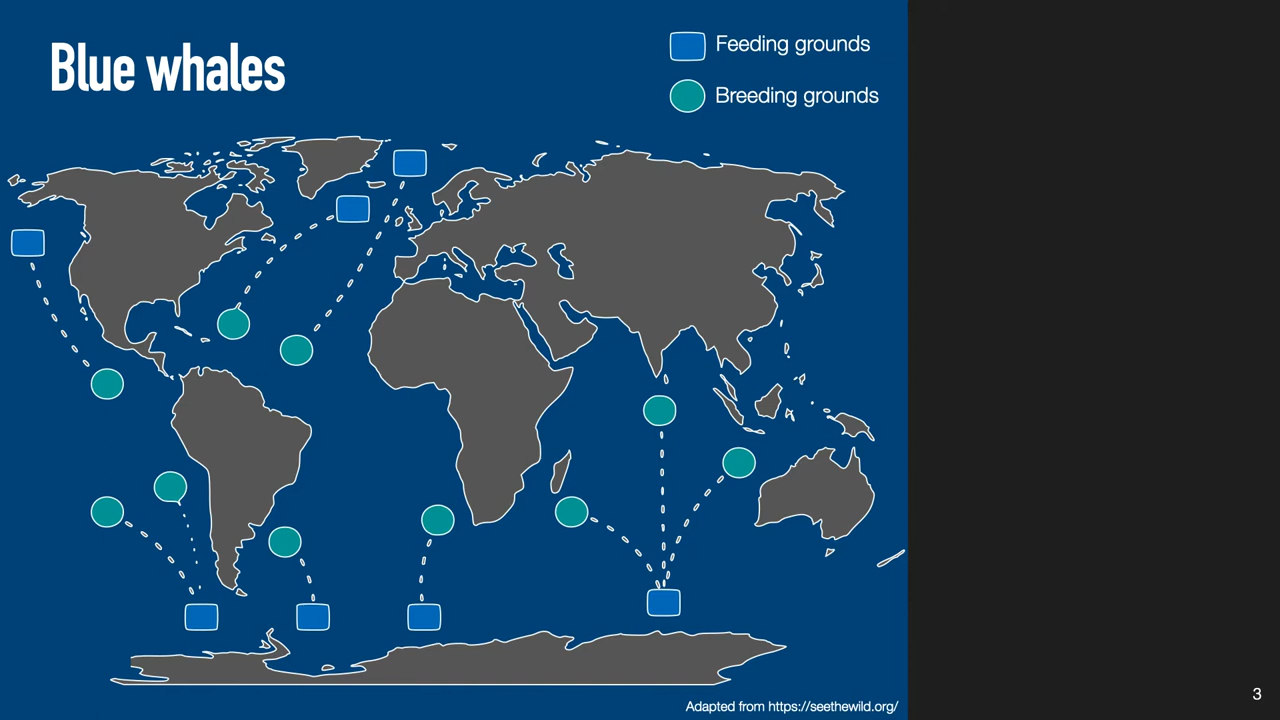 Blue whales
Feeding grounds
Breeding grounds
Adapted from https://seethewild.org/
3